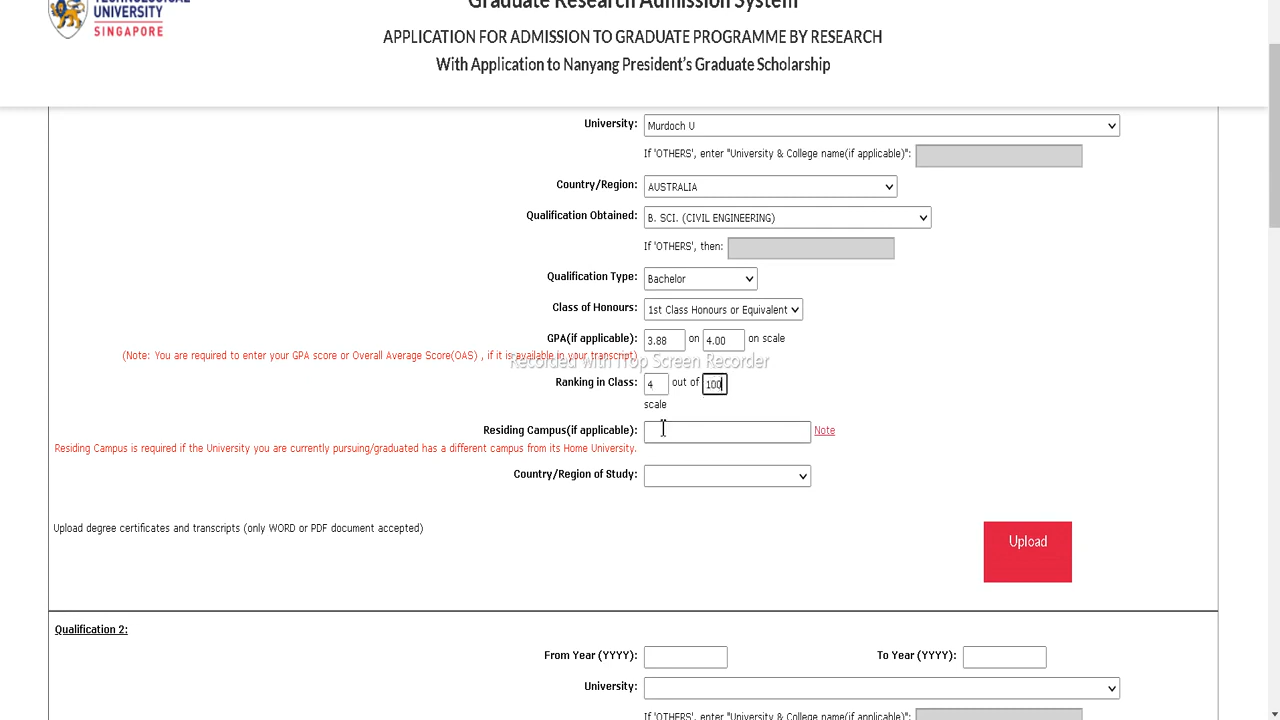 TECHNOLOGICAL
UNIVERSITY
SINGAPORE
Graduate Research Admission System
APPLICATION FOR ADMISSION TO GRADUATE PROGRAMME BY RESEARCH
With Application to Nanyang President's Graduate Scholarship
University: Murdoch U
If 'OTHERS', enter "University & College name(if applicable)":
Country/Region: AUSTRALIA
Qualification Obtained: B. SCI. (CIVIL ENGINEERING)
If 'OTHERS', then:
Qualification Type: Bachelor
Class of Honours: 1st Class Honours or Equivalent
GPA(if applicable): 3.88 on 4.00 on scale
(Note: You are required to enter your GPA score or Overall Average Score(OAS) , if it is available in your transcript)
Recorded with iTop Screen Recorder
Ranking in Class: 4 out of 100
scale
Residing Campus(if applicable): Note
Residing Campus is required if the University you are currently pursuing/graduated has a different campus from its Home University.
Country/Region of Study:
Upload degree certificates and transcripts (only WORD or PDF document accepted)
Upload
Qualification 2:
From Year (YYYY): To Year (YYYY):
University:
If 'OTHERS', enter "University & College name(if applicable)":